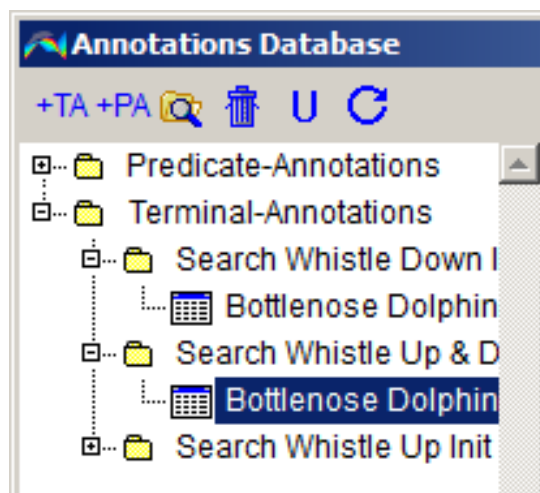 Annotations Database
+TA +PA U
Predicate-Annotations
Terminal-Annotations
Search Whistle Down I
Bottlenose Dolphin
Search Whistle Up & D
Bottlenose Dolphin
Search Whistle Up Init